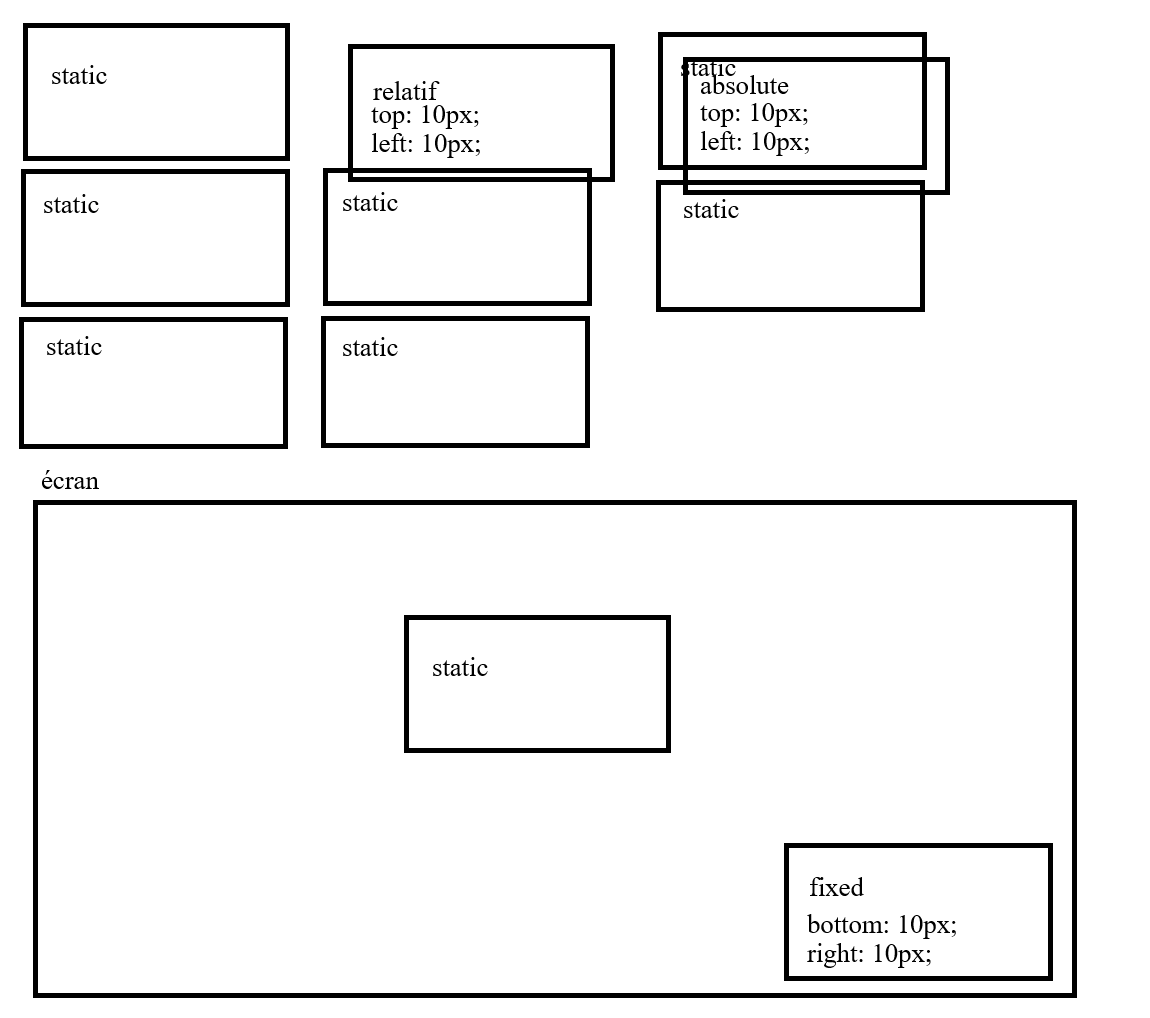 static
static
static
relatif
top: 10px;
left: 10px;
static
static
static
absolute
top: 10px;
left: 10px;
static
écran
static
fixed
bottom: 10px;
right: 10px;